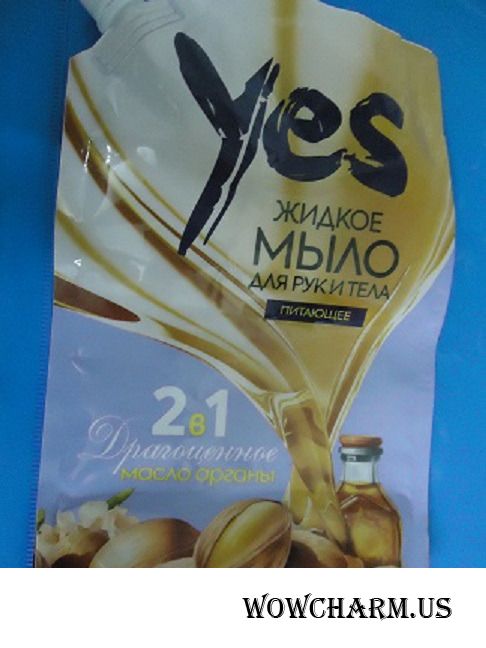 Yes
ЖИДКОЕ
МЫЛО
ДЛЯ РУК И ТЕЛА
ПИТАЮЩЕЕ
2в1
Драгоценное
масло арганы
WOWCHARM.US